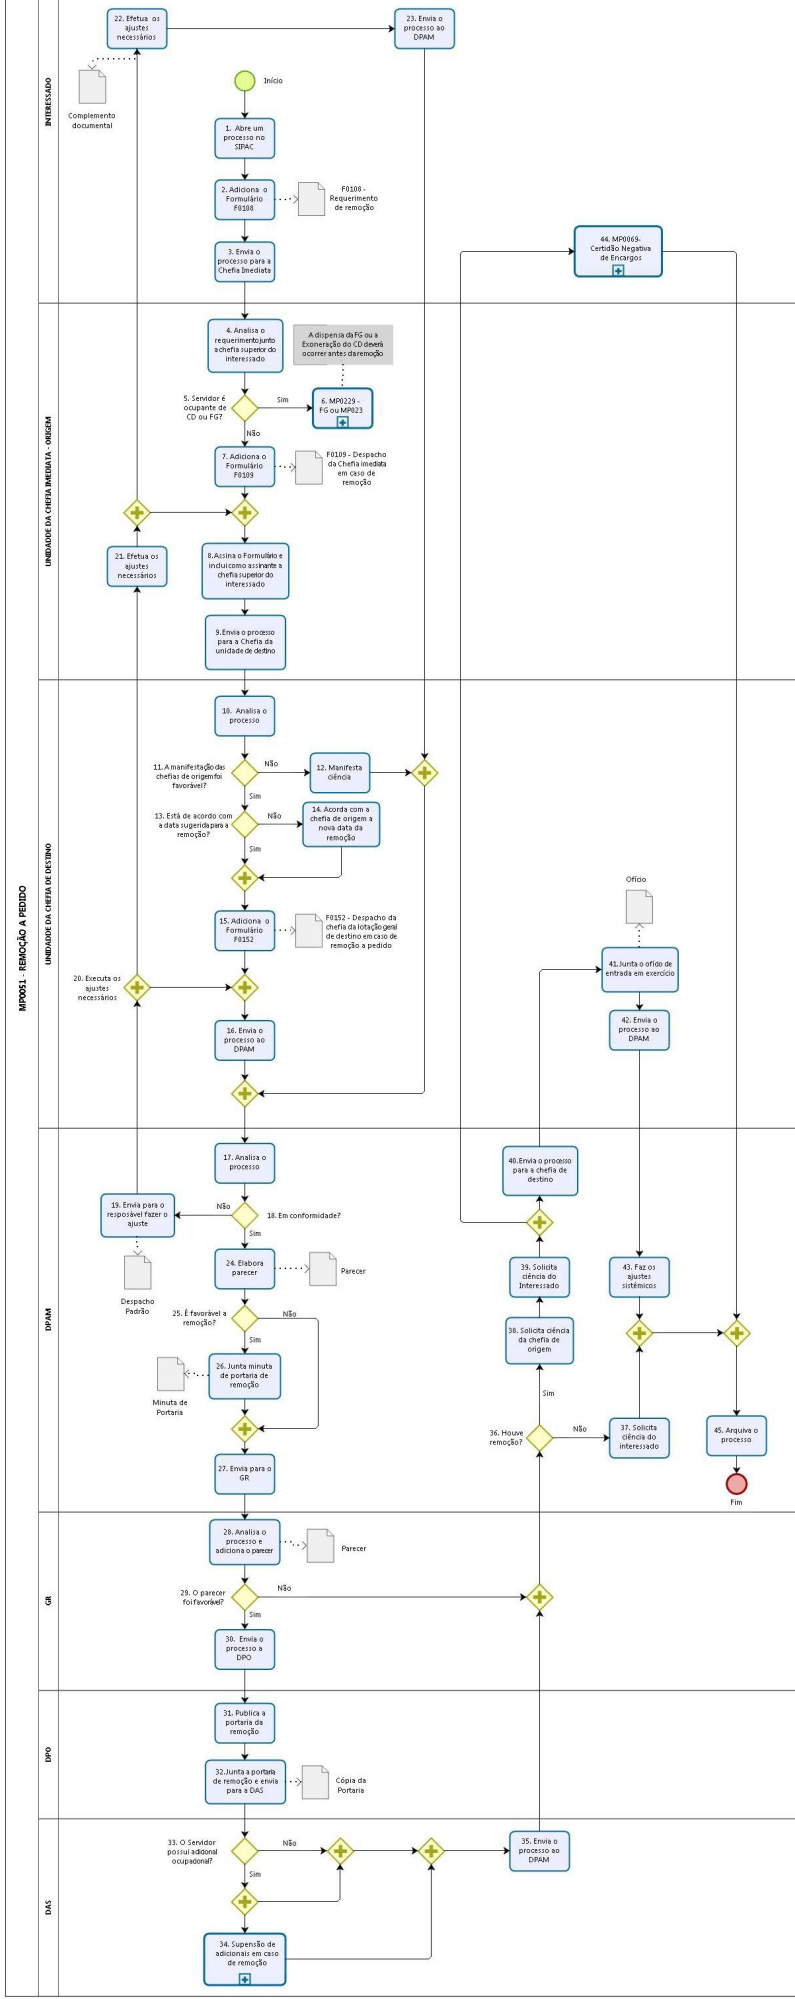 MP0051 - REMOÇÃO A PEDIDO
INTERESSADO
22. Efetua os
ajustes
necessários
23. Envia o
processo ao
DPAM
Complemento
documental
Início
1. Abre um
processo no
SIPAC
2. Adiciona o
Formulário
F0108
F0108 -
Requerimento
de remoção
3. Envia o
processo para a
Chefia Imediata
44. MP0069-
Certidão Negativa
de Encargos
UNIDADDE DA CHEFIA IMEDIATA - ORIGEM
4. Analisa o
requerimento junto
a chefia superior do
interessado
A dispensa da FG ou a
Exoneração do CD deverá
ocorrer antes da remoção
5. Servidor é
ocupante de
CD ou FG?
Sim
6. MP0229 -
FG ou MP023
Não
7. Adiciona o
Formulário
F0109
F0109 - Despacho
da Chefia imediata
em caso de
remoção
21. Efetua os
ajustes
necessários
8.Assina o Formulário e
inclui como assinante a
chefia superior do
interessado
9.Envia o processo
para a Chefia da
unidade de destino
UNIDADDE DA CHEFIA DE DESTINO
10. Analisa o
processo
11. A manifestação das
chefias de origem foi
favorável?
Não
12. Manifesta
ciência
Sim
13. Está de acordo com
a data sugerida para a
remoção?
Não
14. Acorda com a
chefia de origem a
nova data da
remoção
Sim
15. Adiciona o
Formulário
F0152
F0152 - Despacho da
chefia da lotação geral
de destino em caso de
remoção a pedido
20. Executa os
ajustes
necessários
16. Envia o
processo ao
DPAM
Ofício
41. Junta o ofído de
entrada em exercício
42. Envia o
processo ao
DPAM
DPAM
17. Analisa o
processo
18. Em conformidade?
Não
19. Envia para o
resposável fazer o
ajuste
Despacho
Padrão
Sim
24. Elabora
parecer
Parecer
25. É favorável a
remoção?
Não
Sim
26. Junta minuta
de portaria de
remoção
Minuta de
Portaria
27. Envia para o
GR
40.Envia o processo
para a chefia de
destino
39. Solicita
ciência do
Interessado
38. Solicita ciência
da chefia de
origem
Sim
36. Houve
remoção?
Não
37. Solicita
ciência do
interessado
43. Faz os
ajustes
sistêmicos
45. Arquiva o
processo
Fim
GR
28. Analisa o
processo e
adiciona o parecer
Parecer
29. O parecer
foi favorável?
Não
Sim
30. Envia o
processo a
DPO
DPO
31. Publica a
portaria da
remoção
32.Junta a portaria
de remoção e envia
para a DAS
Cópia da
Portaria
DAS
33. O Servidor
possui adidonal
ocupadonal?
Não
Sim
34. Supensão de
adicionais em caso
de remoção
35. Envia o
processo ao
DPAM